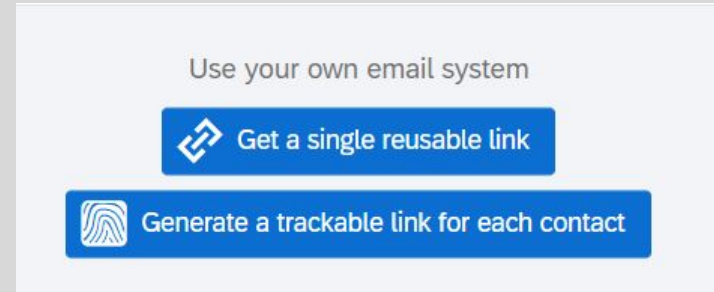 Use your own email system
Get a single reusable link
Generate a trackable link for each contact